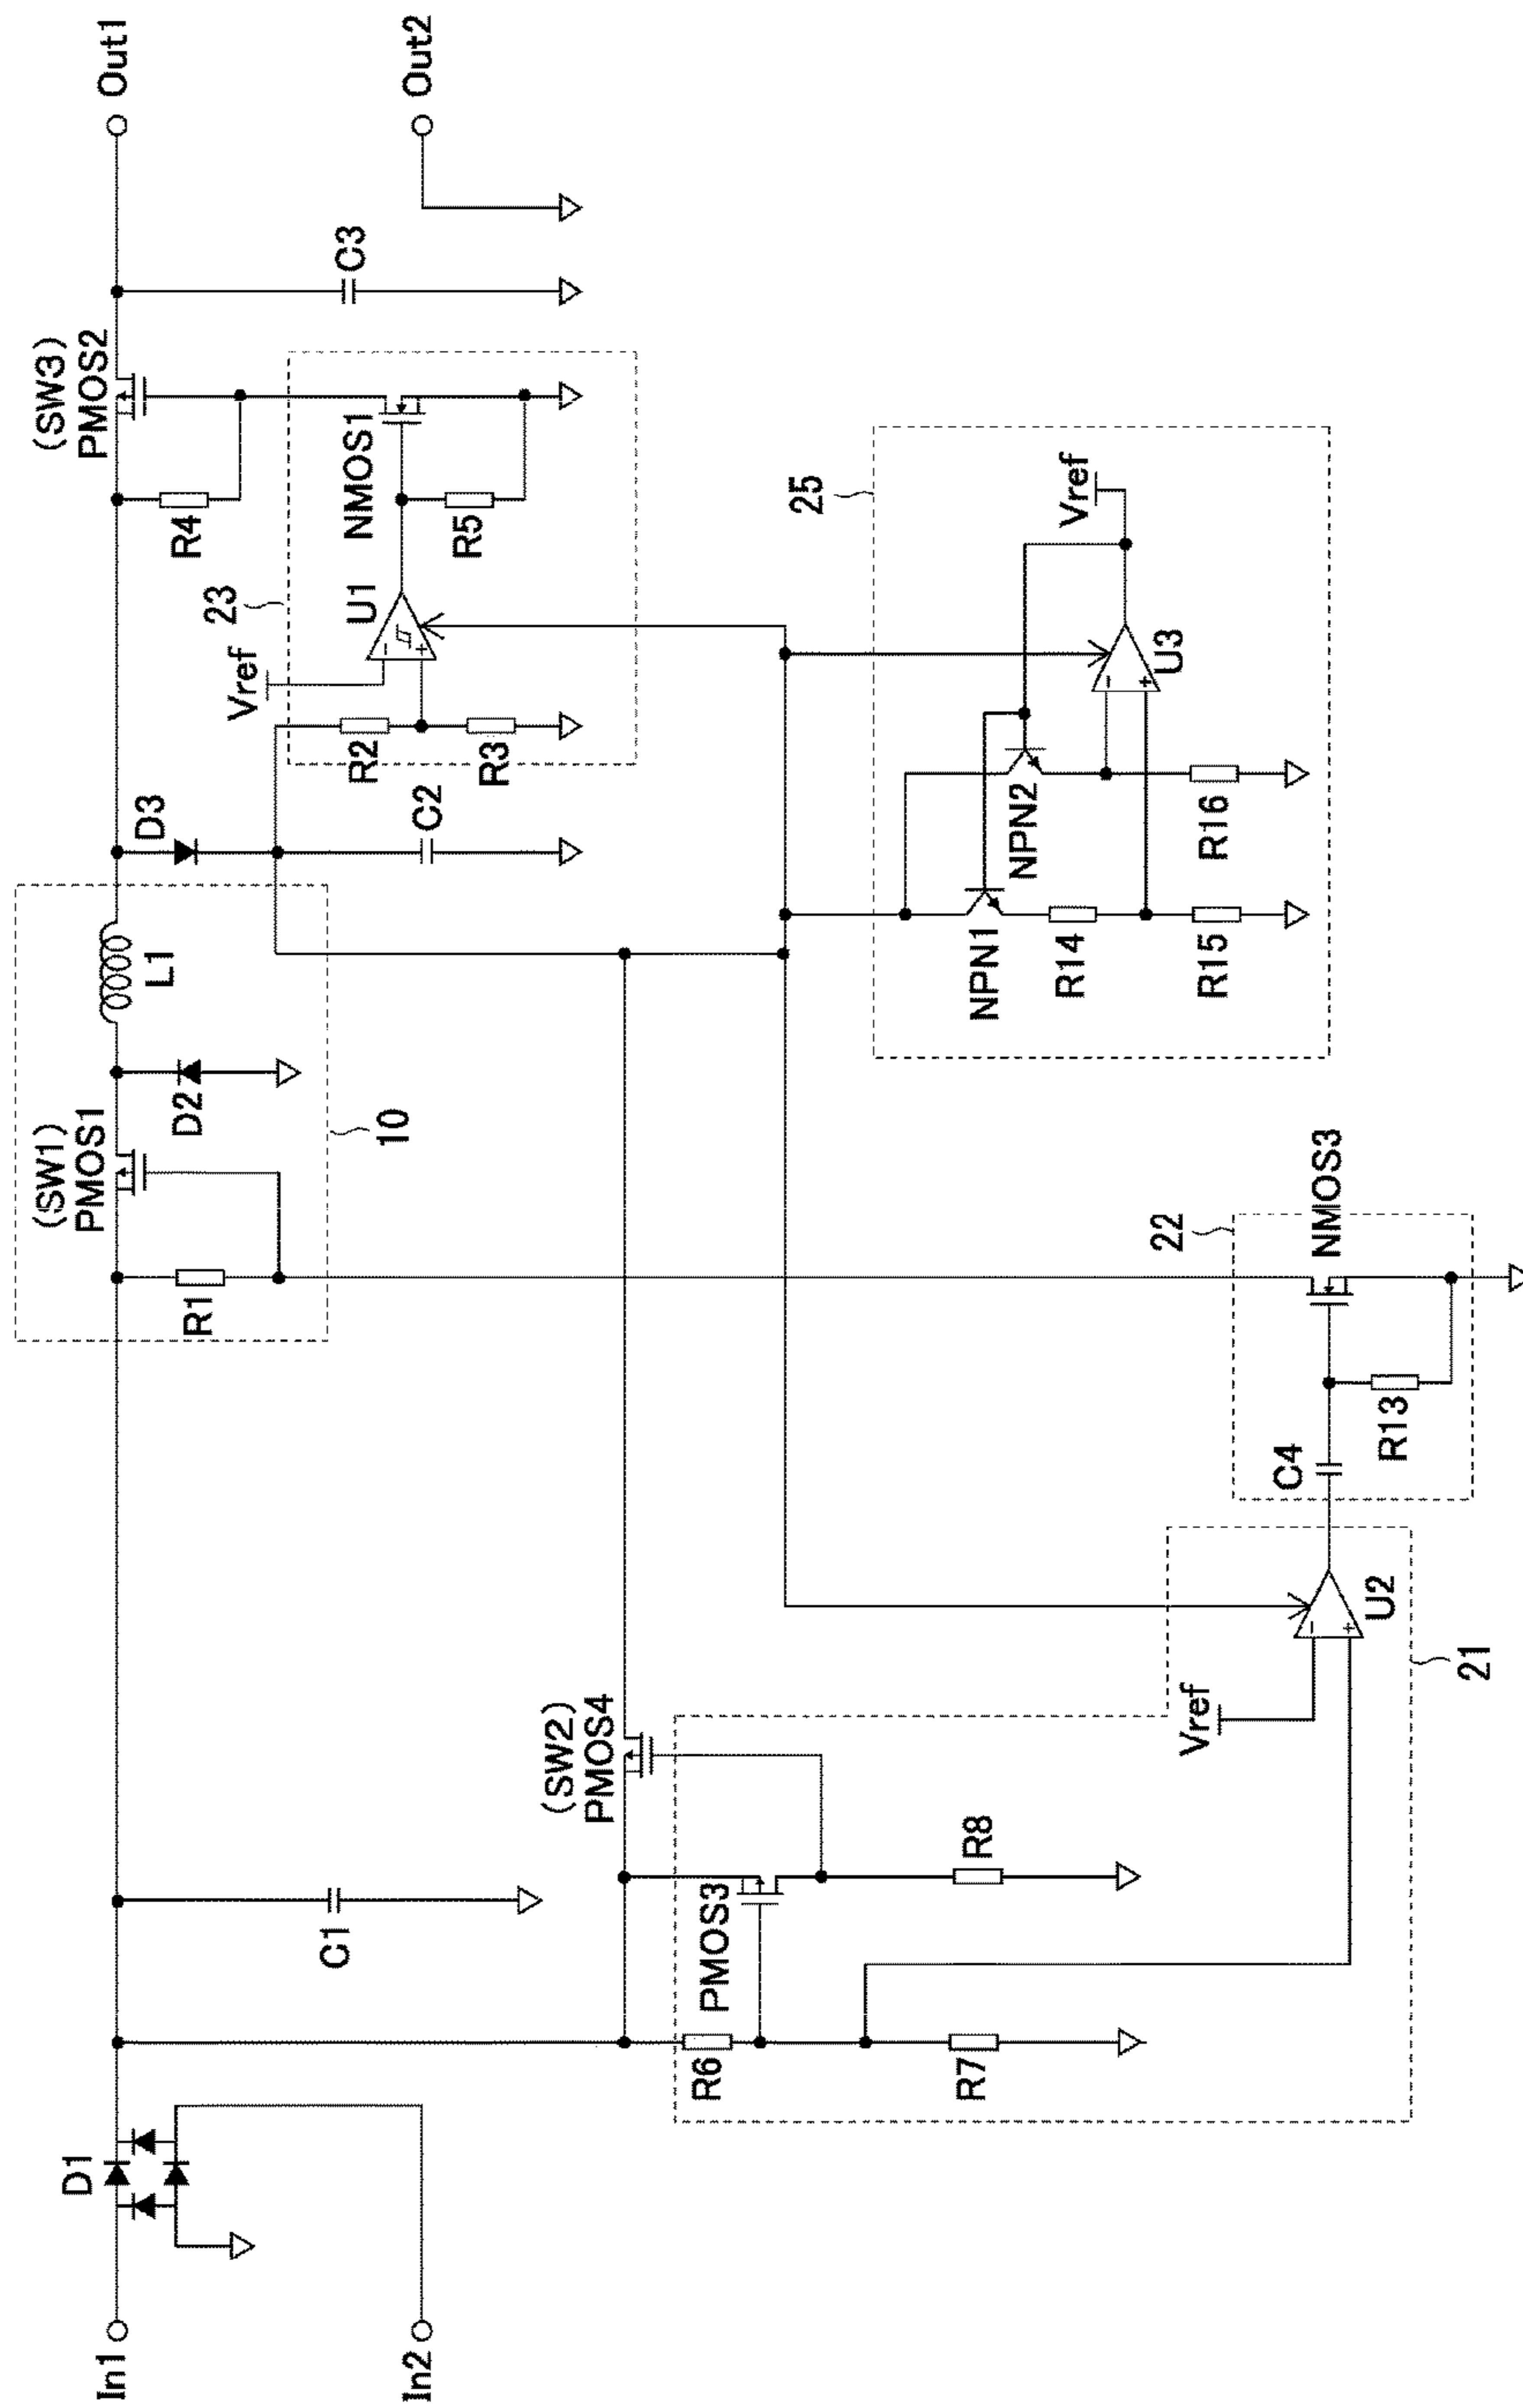 In1
In2
D1
C1
R6
R7
PMOS3
R8
(SW2)
PMOS4
Vref
U2
21
C4
R13
NMOS3
22
R1
(SW1)
PMOS1
D2
10
L1
D3
C2
R2
R3
Vref
U1
23
NMOS1
R5
R4
(SW3)
PMOS2
C3
Out1
Out2
NPN1
R14
R15
NPN2
R16
U3
Vref
25